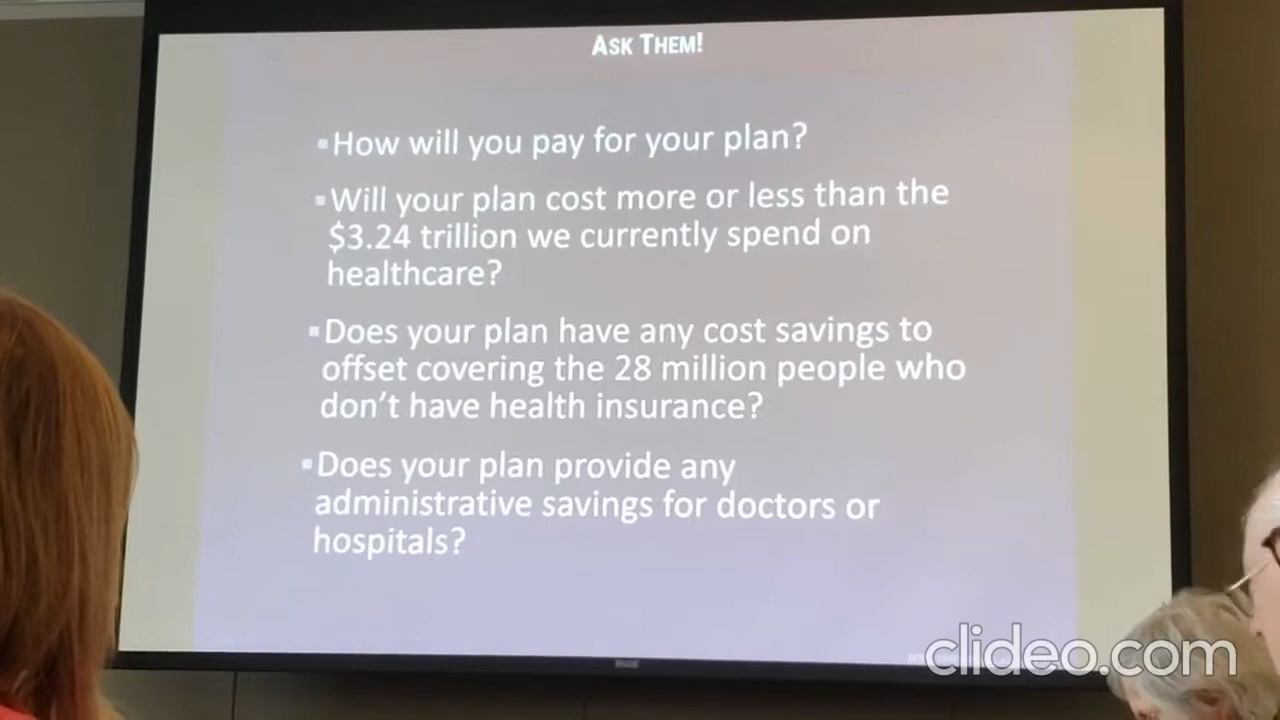 ASK THEM!
▪How will you pay for your plan?
▪Will your plan cost more or less than the
$3.24 trillion we currently spend on
healthcare?
▪Does your plan have any cost savings to
offset covering the 28 million people who
don't have health insurance?
▪Does your plan provide any
administrative savings for doctors or
hospitals?
clideo.com